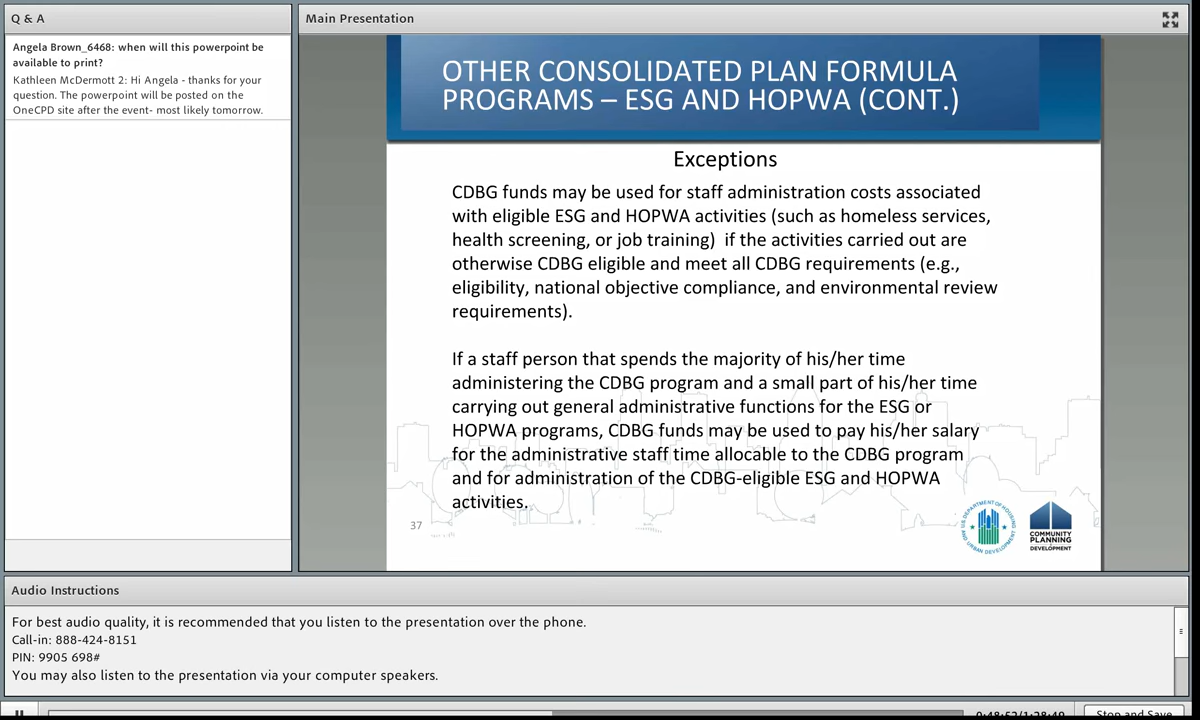 Q & A
Angela Brown_6468: when will this powerpoint be
available to print?
Kathleen McDermott 2: Hi Angela - thanks for your
question. The powerpoint will be posted on the
OneCPD site after the event- most likely tomorrow.
Main Presentation
OTHER CONSOLIDATED PLAN FORMULA
PROGRAMS – ESG AND HOPWA (CONT.)
Exceptions
CDBG funds may be used for staff administration costs associated
with eligible ESG and HOPWA activities (such as homeless services,
health screening, or job training)  if the activities carried out are
otherwise CDBG eligible and meet all CDBG requirements (e.g.,
eligibility, national objective compliance, and environmental review
requirements).
If a staff person that spends the majority of his/her time
administering the CDBG program and a small part of his/her time
carrying out general administrative functions for the ESG or
HOPWA programs, CDBG funds may be used to pay his/her salary
for the administrative staff time allocable to the CDBG program
and for administration of the CDBG-eligible ESG and HOPWA
activities.
37
U.S. DEPARTMENT OF HOUSING
AND URBAN DEVELOPMENT
COMMUNITY
PLANNING
DEVELOPMENT
Audio Instructions
For best audio quality, it is recommended that you listen to the presentation over the phone.
Call-in: 888-424-8151
PIN: 9905 698#
You may also listen to the presentation via your computer speakers.
Stop and Save